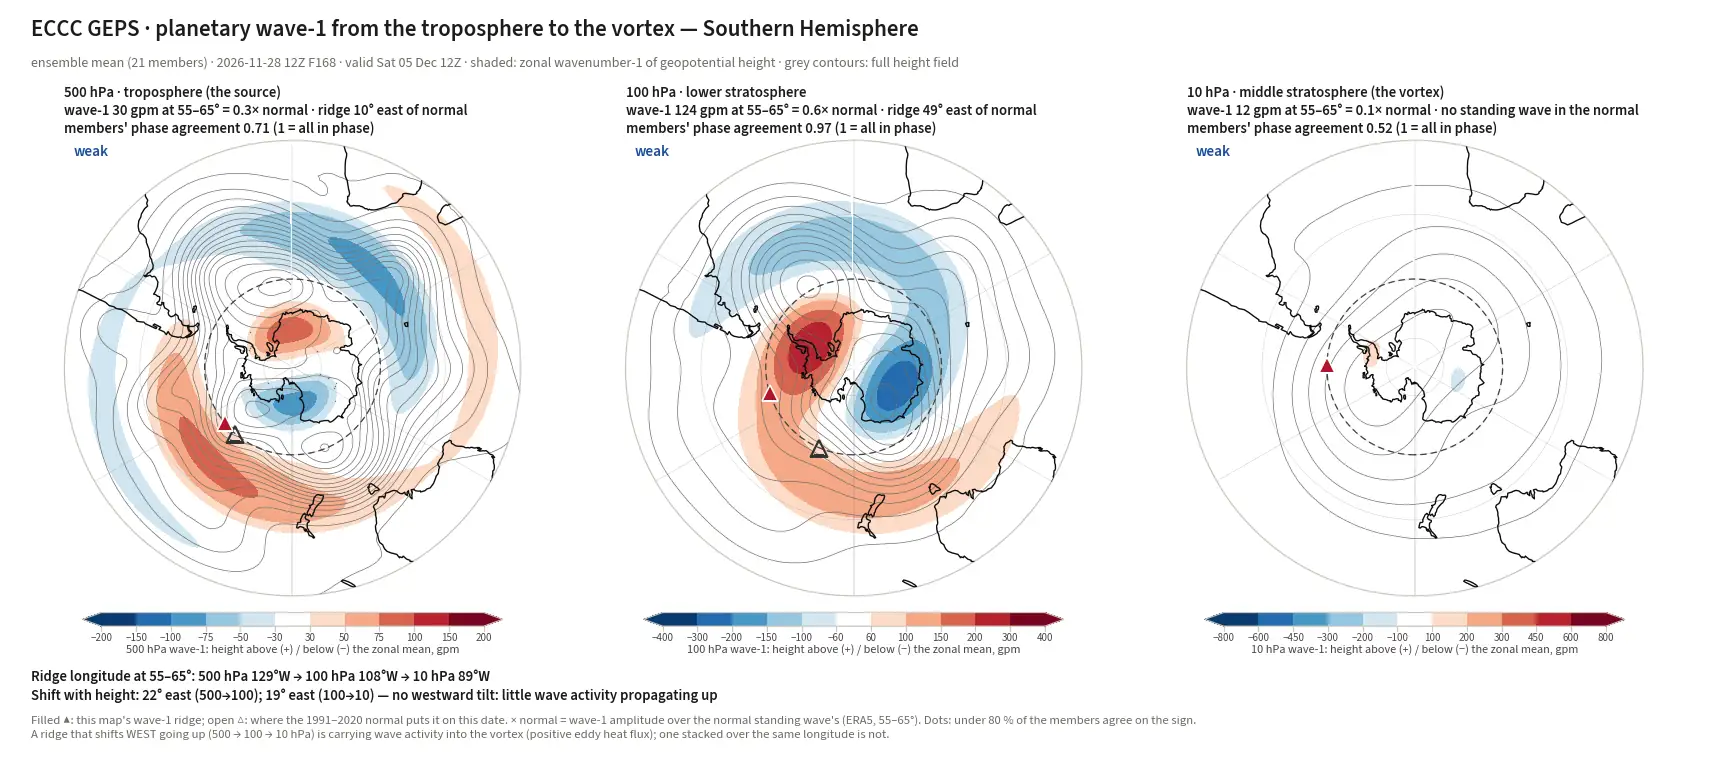 ECCC GEPS · planetary wave-1 from the troposphere to the vortex — Southern Hemisphere
ensemble mean (21 members) · 2026-11-28 12Z F168 · valid Sat 05 Dec 12Z · shaded: zonal wavenumber-1 of geopotential height · grey contours: full height field
500 hPa · troposphere (the source)
wave-1 30 gpm at 55–65° = 0.3× normal · ridge 10° east of normal
members' phase agreement 0.71 (1 = all in phase)
weak
100 hPa · lower stratosphere
wave-1 124 gpm at 55–65° = 0.6× normal · ridge 49° east of normal
members' phase agreement 0.97 (1 = all in phase)
weak
10 hPa · middle stratosphere (the vortex)
wave-1 12 gpm at 55–65° = 0.1× normal · no standing wave in the normal
members' phase agreement 0.52 (1 = all in phase)
weak
−200 −150 −100 −75 −50 −30 30 50 75 100 150 200
500 hPa wave-1: height above (+) / below (−) the zonal mean, gpm
−400 −300 −200 −150 −100 −60 60 100 150 200 300 400
100 hPa wave-1: height above (+) / below (−) the zonal mean, gpm
−800 −600 −450 −300 −200 −100 100 200 300 450 600 800
10 hPa wave-1: height above (+) / below (−) the zonal mean, gpm
Ridge longitude at 55–65°: 500 hPa 129°W → 100 hPa 108°W → 10 hPa 89°W
Shift with height: 22° east (500→100); 19° east (100→10) — no westward tilt: little wave activity propagating up
Filled ▲: this map's wave-1 ridge; open △: where the 1991–2020 normal puts it on this date. × normal = wave-1 amplitude over the normal standing wave's (ERA5, 55–65°). Dots: under 80 % of the members agree on the sign.
A ridge that shifts WEST going up (500 → 100 → 10 hPa) is carrying wave activity into the vortex (positive eddy heat flux); one stacked over the same longitude is not.